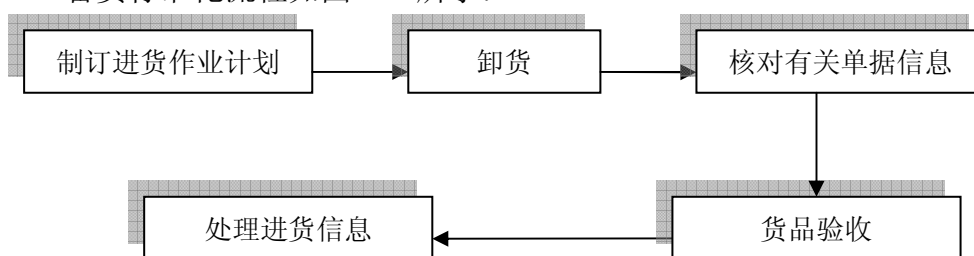 制订进货作业计划
卸货
核对有关单据信息
货品验收
处理进货信息